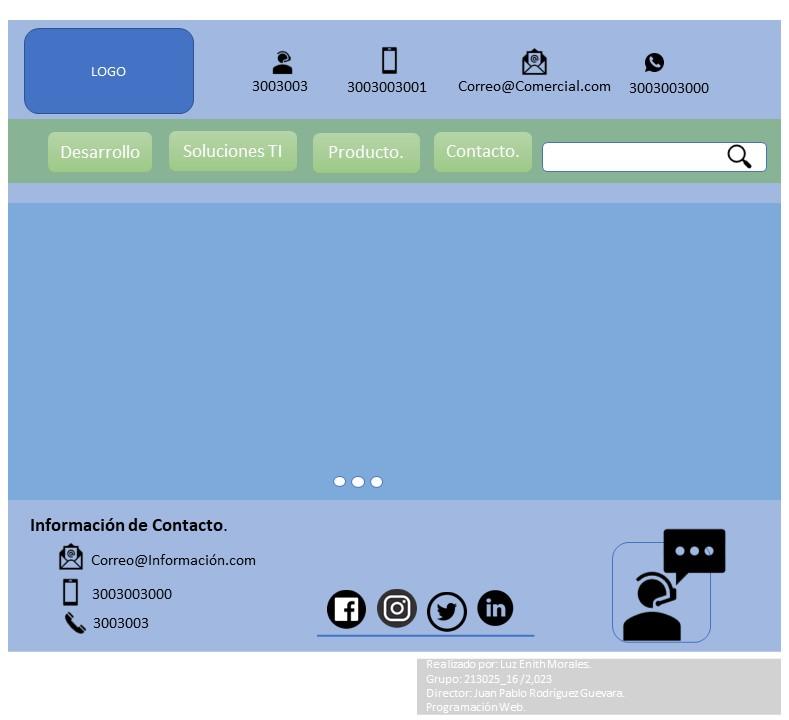 LOGO
3003003
3003003001
Correo@Comercial.com
3003003000
Desarrollo
Soluciones TI
Producto.
Contacto.
Información de Contacto.
Correo@Información.com
3003003000
3003003
Realizado por: Luz Enith Morales.
Grupo: 213025_16 /2,023
Director: Juan Pablo Rodríguez Guevara.
Programación Web.